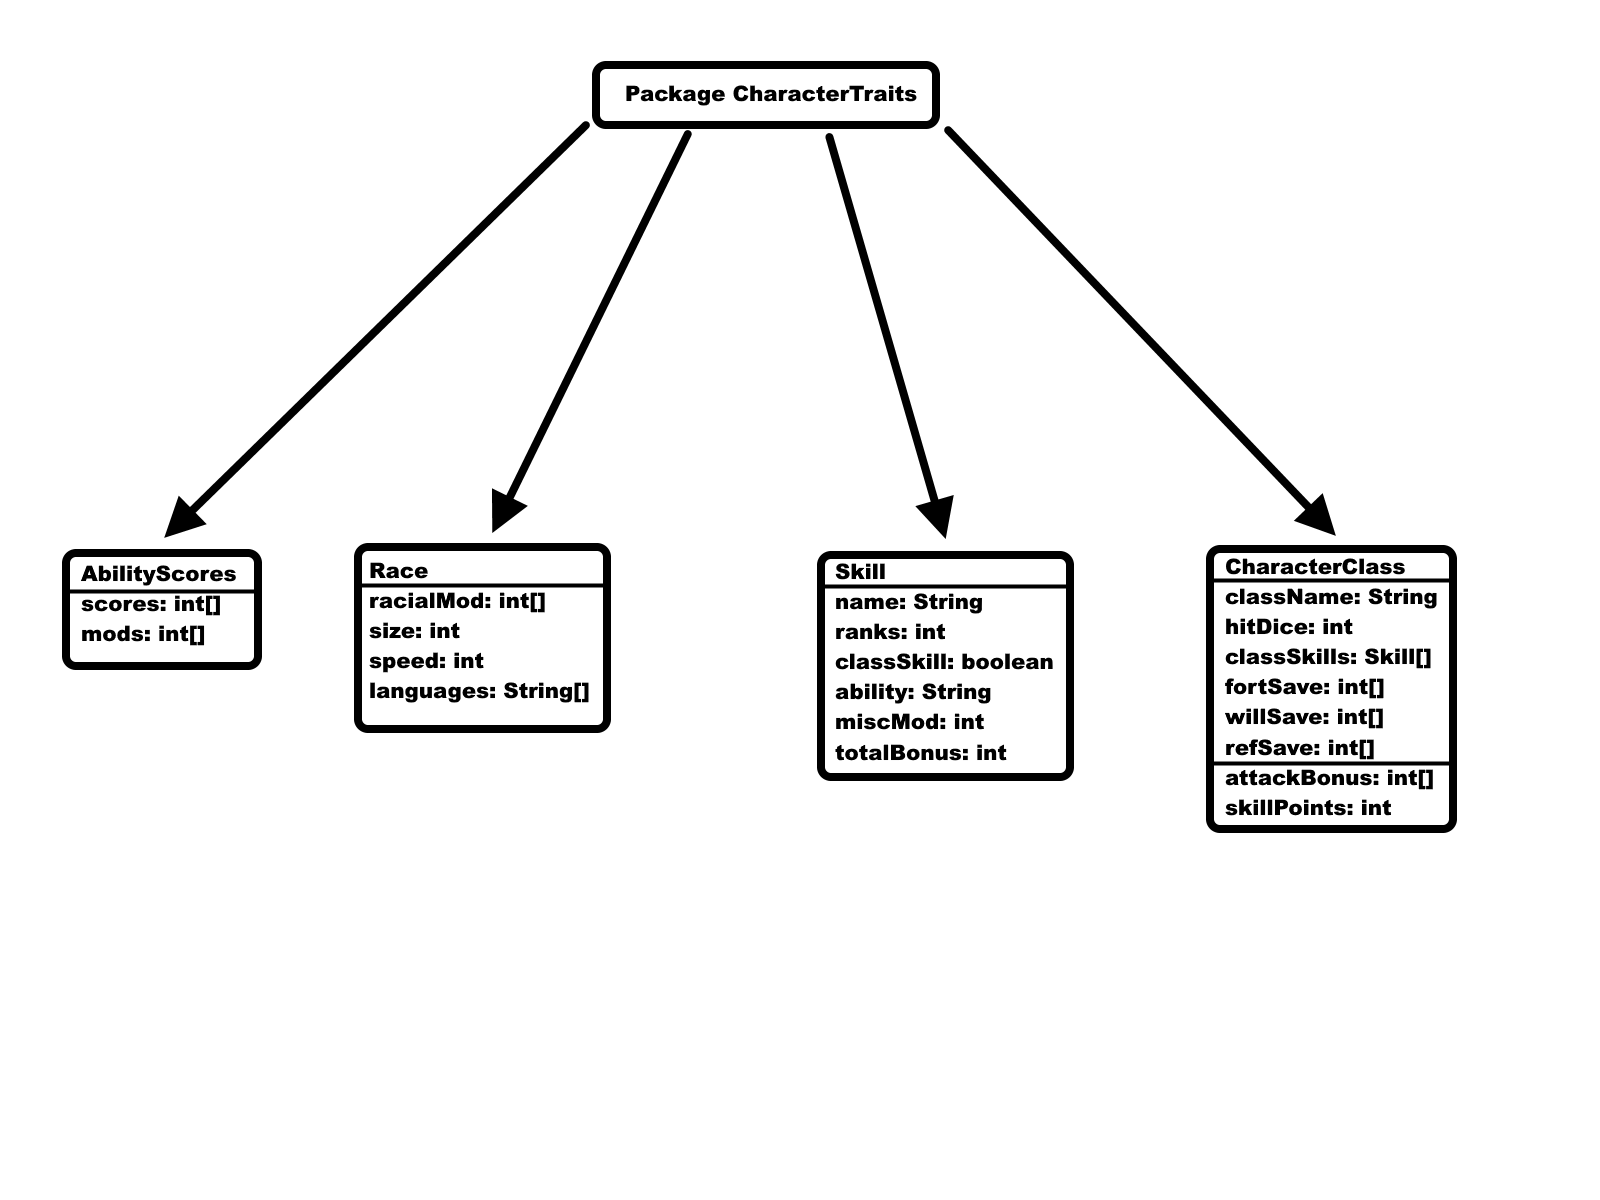 Package CharacterTraits
AbilityScores
scores: int[]
mods: int[]
Race
racialMod: int[]
size: int
speed: int
languages: String[]
Skill
name: String
ranks: int
classSkill: boolean
ability: String
miscMod: int
totalBonus: int
CharacterClass
className: String
hitDice: int
classSkills: Skill[]
fortSave: int[]
willSave: int[]
refSave: int[]
attackBonus: int[]
skillPoints: int